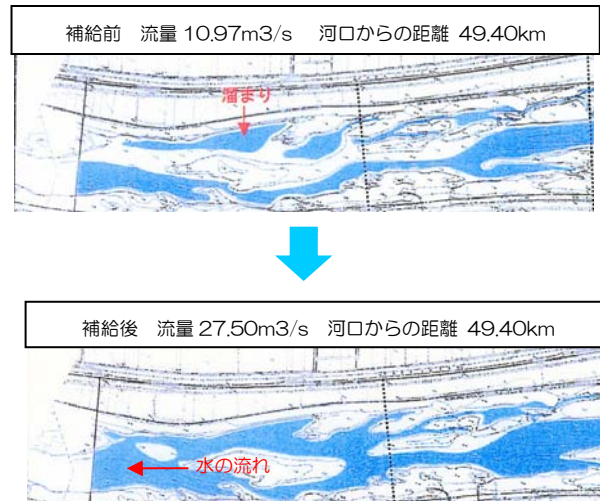 補給前　流量 10.97m3/s　河口からの距離 49.40km
溜まり
補給後　流量 27.50m3/s　河口からの距離 49.40km
水の流れ